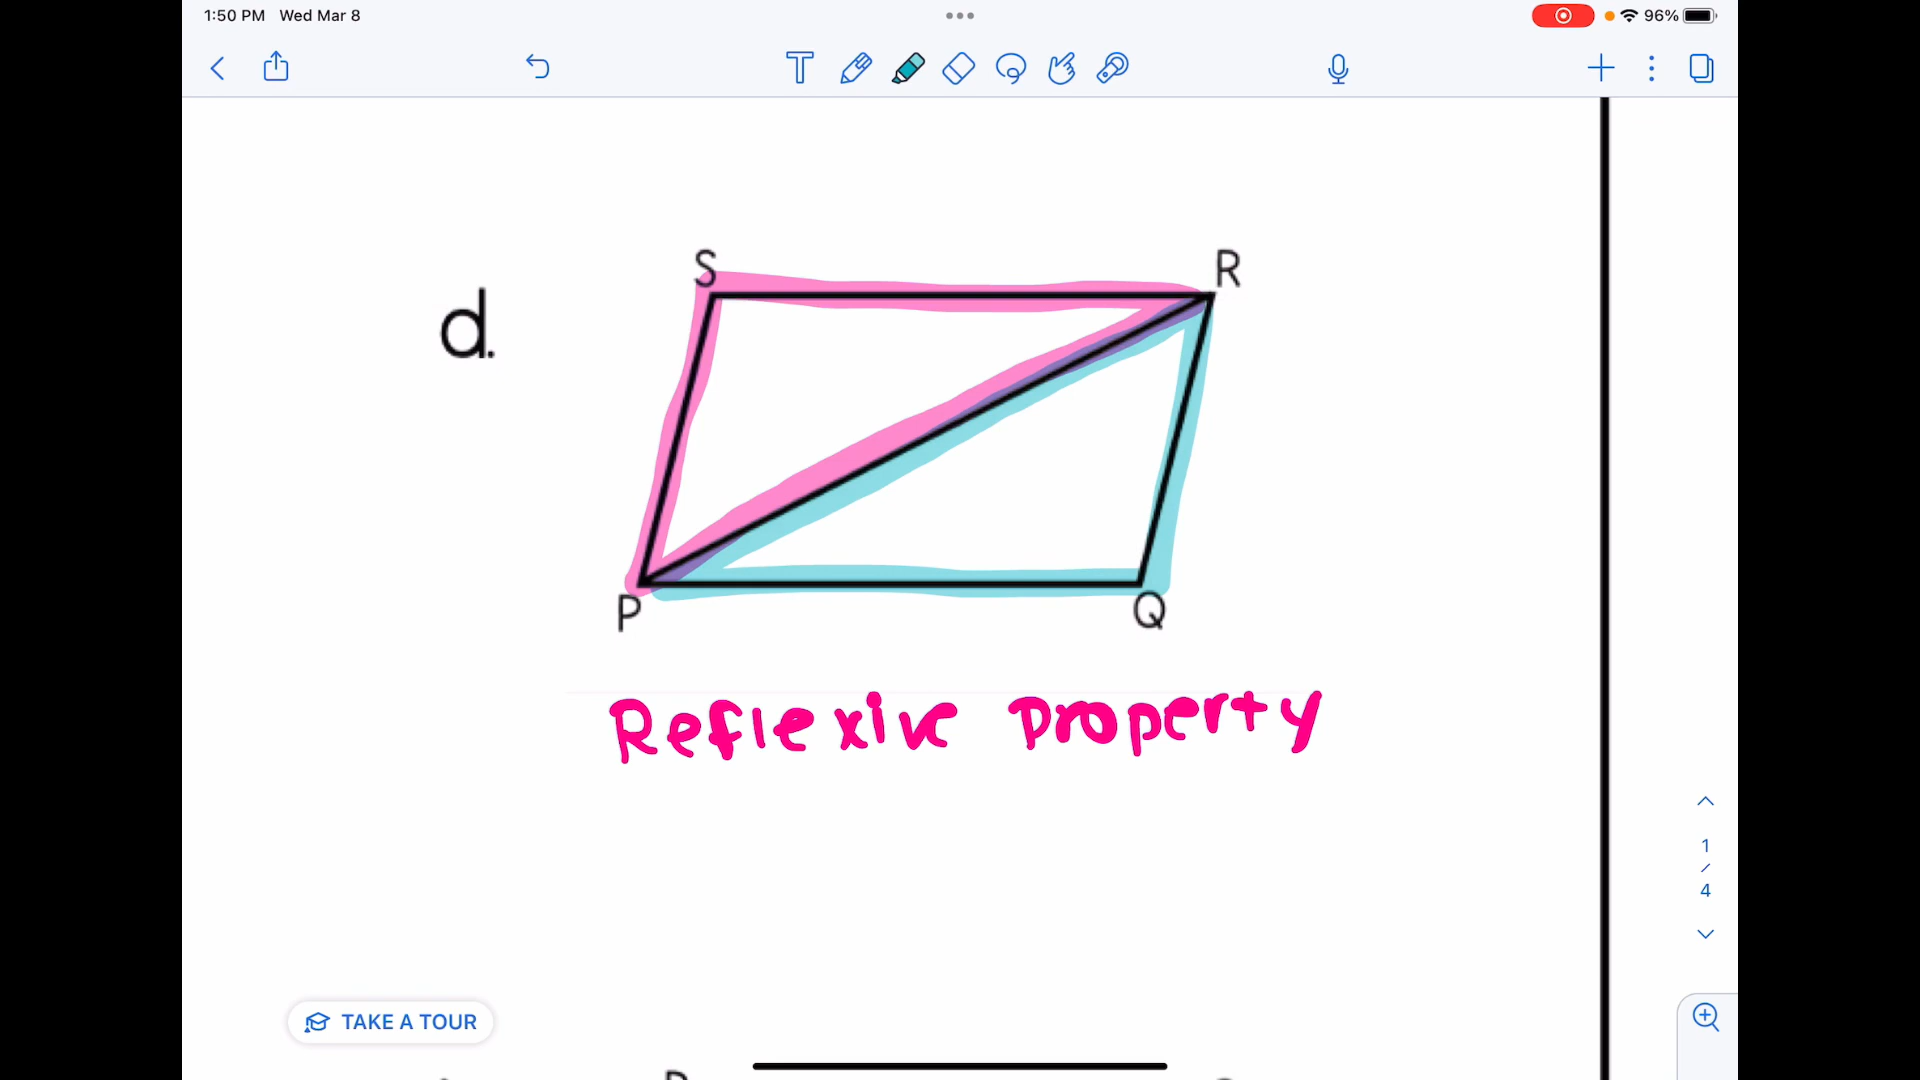 1:50 PM Wed Mar 8
96%
S
R
d.
P
Q
Reflexive Property
1
/
4
TAKE A TOUR